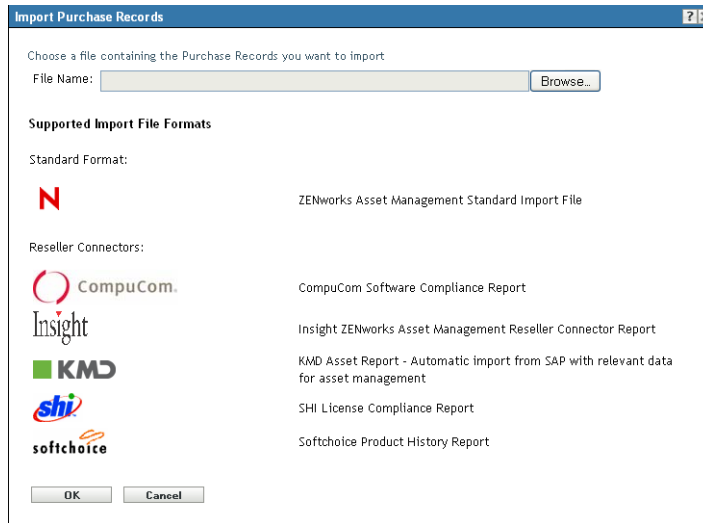 Import Purchase Records
?
Choose a file containing the Purchase Records you want to import
File Name:
Browse...
Supported Import File Formats
Standard Format:
N
ZENworks Asset Management Standard Import File
Reseller Connectors:
CompuCom.
CompuCom Software Compliance Report
Insight
Insight ZENworks Asset Management Reseller Connector Report
KMD
KMD Asset Report - Automatic import from SAP with relevant data
for asset management
shi
SHI License Compliance Report
softchoice
Softchoice Product History Report
OK
Cancel